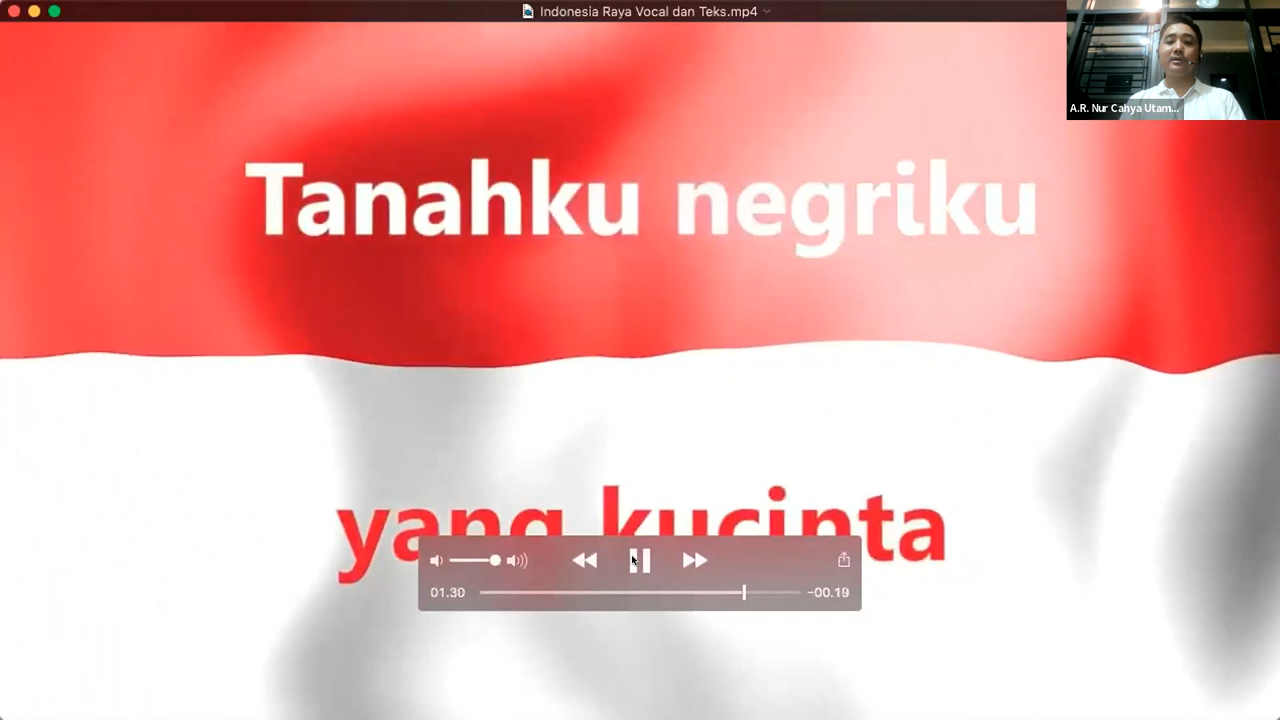 Indonesia Raya Vocal dan Teks.mp4
A.R. Nur Cahya Utam...
Tanahku negriku
yang kucinta
01.30
-00.19